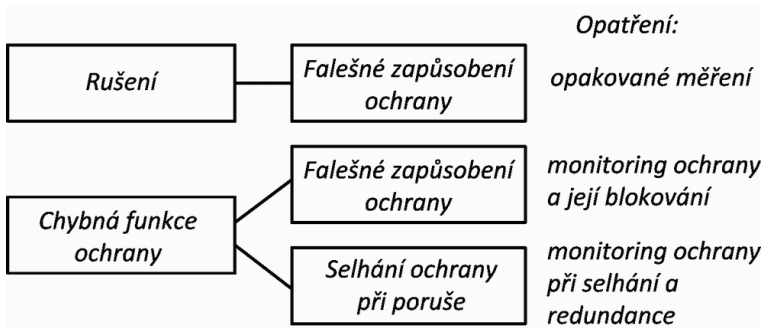 Opatření:
Rušení
Falešné zapůsobení
ochrany
opakované měření
Chybná funkce
ochrany
Falešné zapůsobení
ochrany
monitoring ochrany
a její blokování
Selhání ochrany
při poruše
monitoring ochrany
při selhání a
redundance